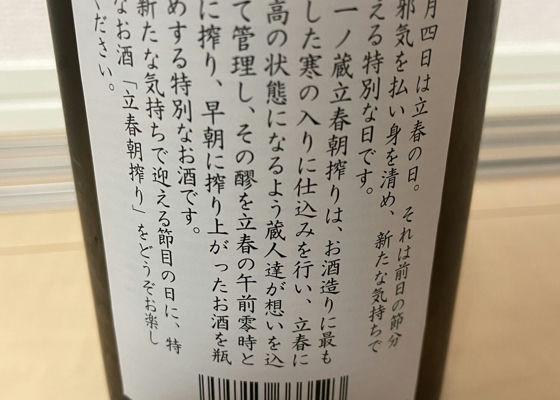 月四日は立春の日。それは前日の節分
邪気を払い身を清め、新たな気持ちで
える特別な日です。
一ノ蔵立春朝搾りは、お酒造りに最も
した寒の入りに仕込みを行い、立春に
高の状態になるよう蔵人達が想いを込
て管理し、その醪を立春の午前零時と
に搾り、早朝に搾り上がったお酒を瓶
めする特別なお酒です。
新たな気持ちで迎える節目の日に、特
なお酒「立春朝搾り」をどうぞお楽し
ください。